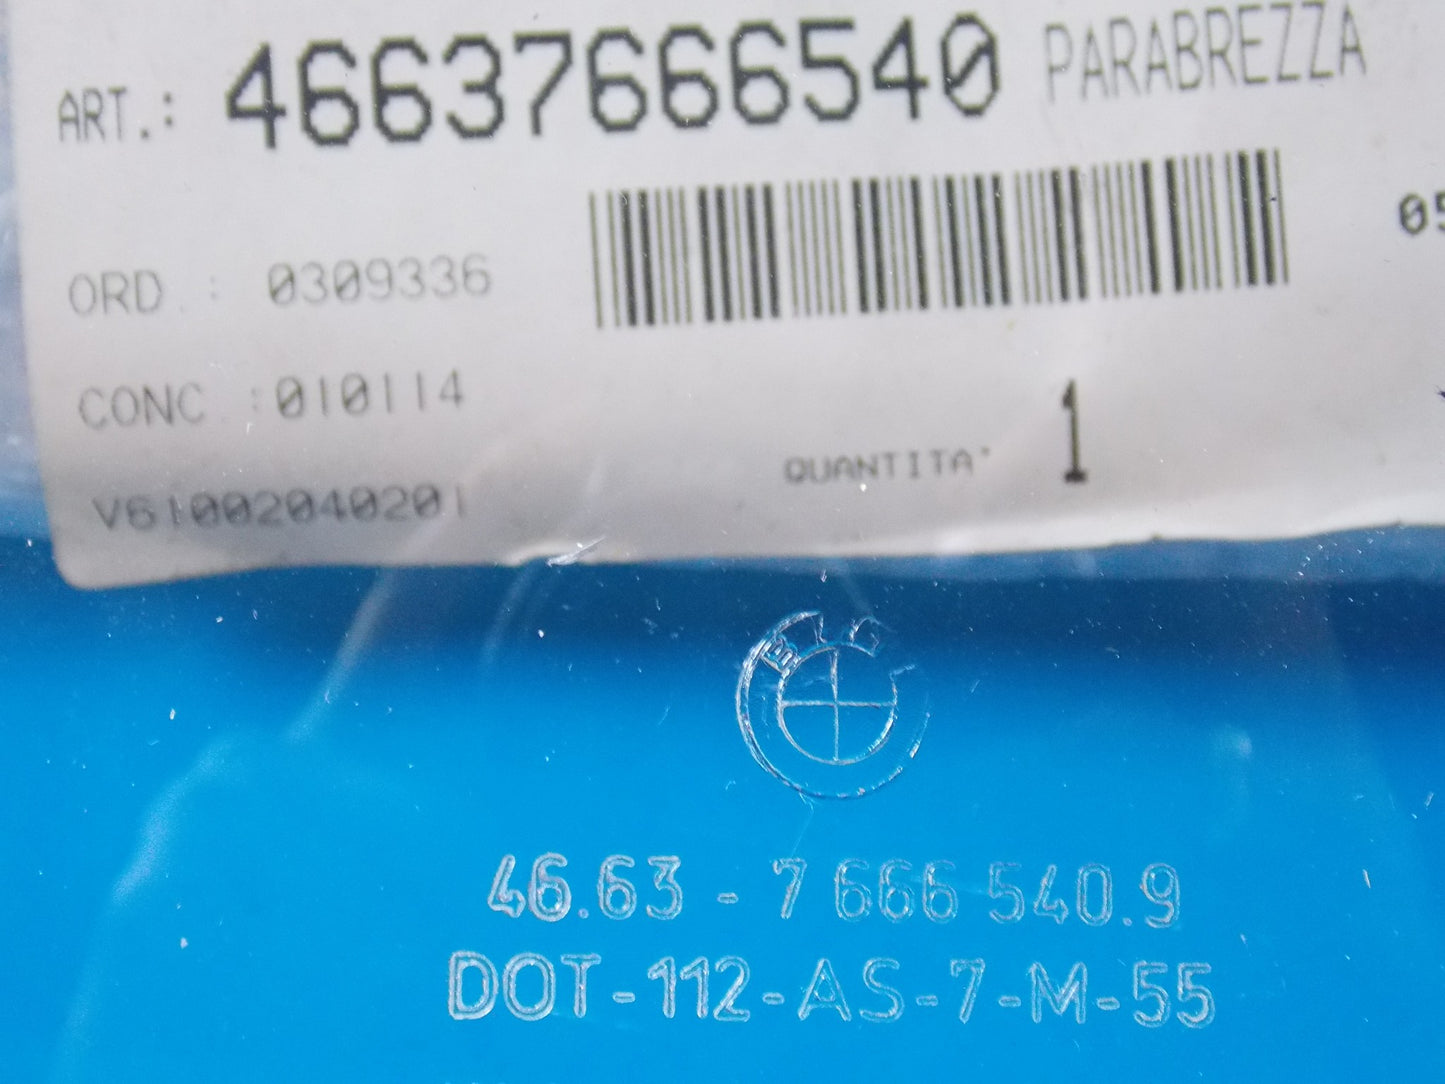 ART.: 46637666540 PARABREZZA
05
ORD.: 0309336
CONC.:010114
QUANTITA' 1
V61002040201
46.63 - 7 666 540.9
DOT-112-AS-7-M-55